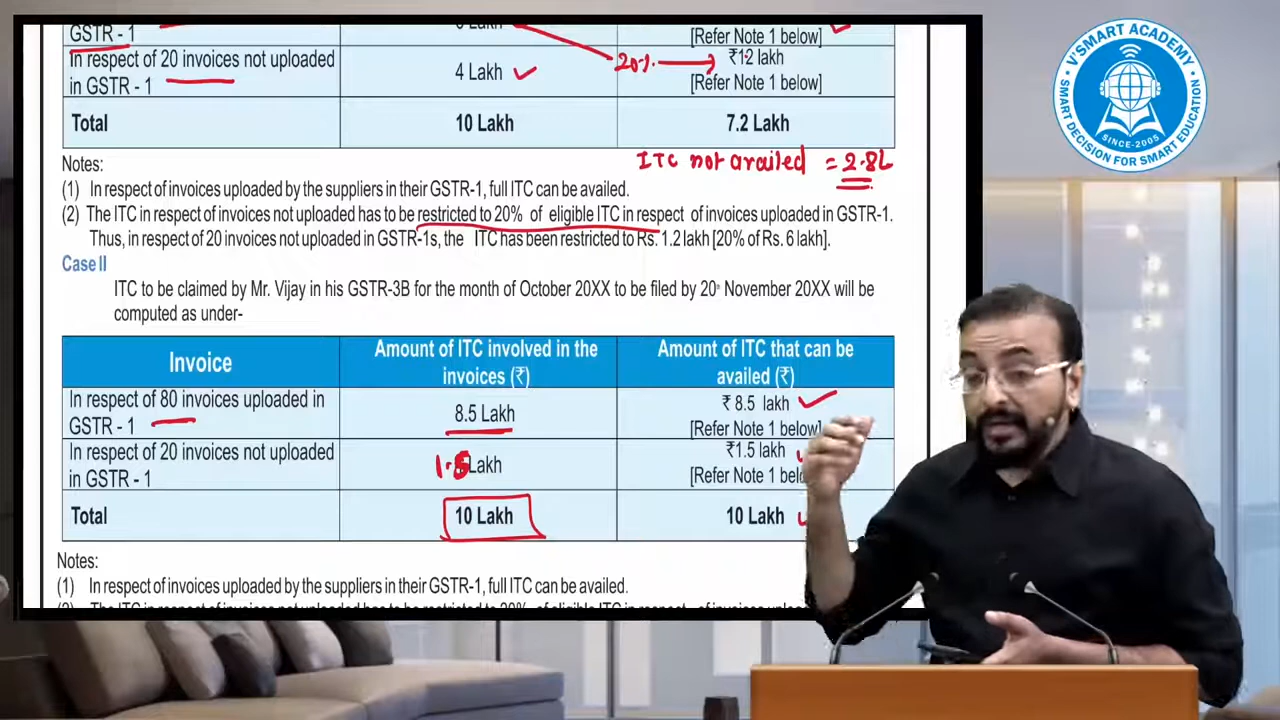 GSTR - 1
[Refer Note 1 below]
In respect of 20 invoices not uploaded
in GSTR - 1
4 Lakh
20%
₹12 lakh
[Refer Note 1 below]
Total
10 Lakh
7.2 Lakh
ITC not availed = 2.8L
Notes:
(1) In respect of invoices uploaded by the suppliers in their GSTR-1, full ITC can be availed.
(2) The ITC in respect of invoices not uploaded has to be restricted to 20% of eligible ITC in respect of invoices uploaded in GSTR-1.
Thus, in respect of 20 invoices not uploaded in GSTR-1s, the ITC has been restricted to Rs. 1.2 lakh [20% of Rs. 6 lakh].
Case II
ITC to be claimed by Mr. Vijay in his GSTR-3B for the month of October 20XX to be filed by 20th November 20XX will be
computed as under-
Invoice
Amount of ITC involved in the
invoices (₹)
Amount of ITC that can be
availed (₹)
In respect of 80 invoices uploaded in
GSTR - 1
8.5 Lakh
₹ 8.5 lakh
[Refer Note 1 below]
In respect of 20 invoices not uploaded
in GSTR - 1
1.5 Lakh
₹1.5 lakh
[Refer Note 1 belo
Total
10 Lakh
10 Lakh
Notes:
(1) In respect of invoices uploaded by the suppliers in their GSTR-1, full ITC can be availed.
V'SMART ACADEMY
SINCE-2005
SMART DECISION FOR SMART EDUCATION